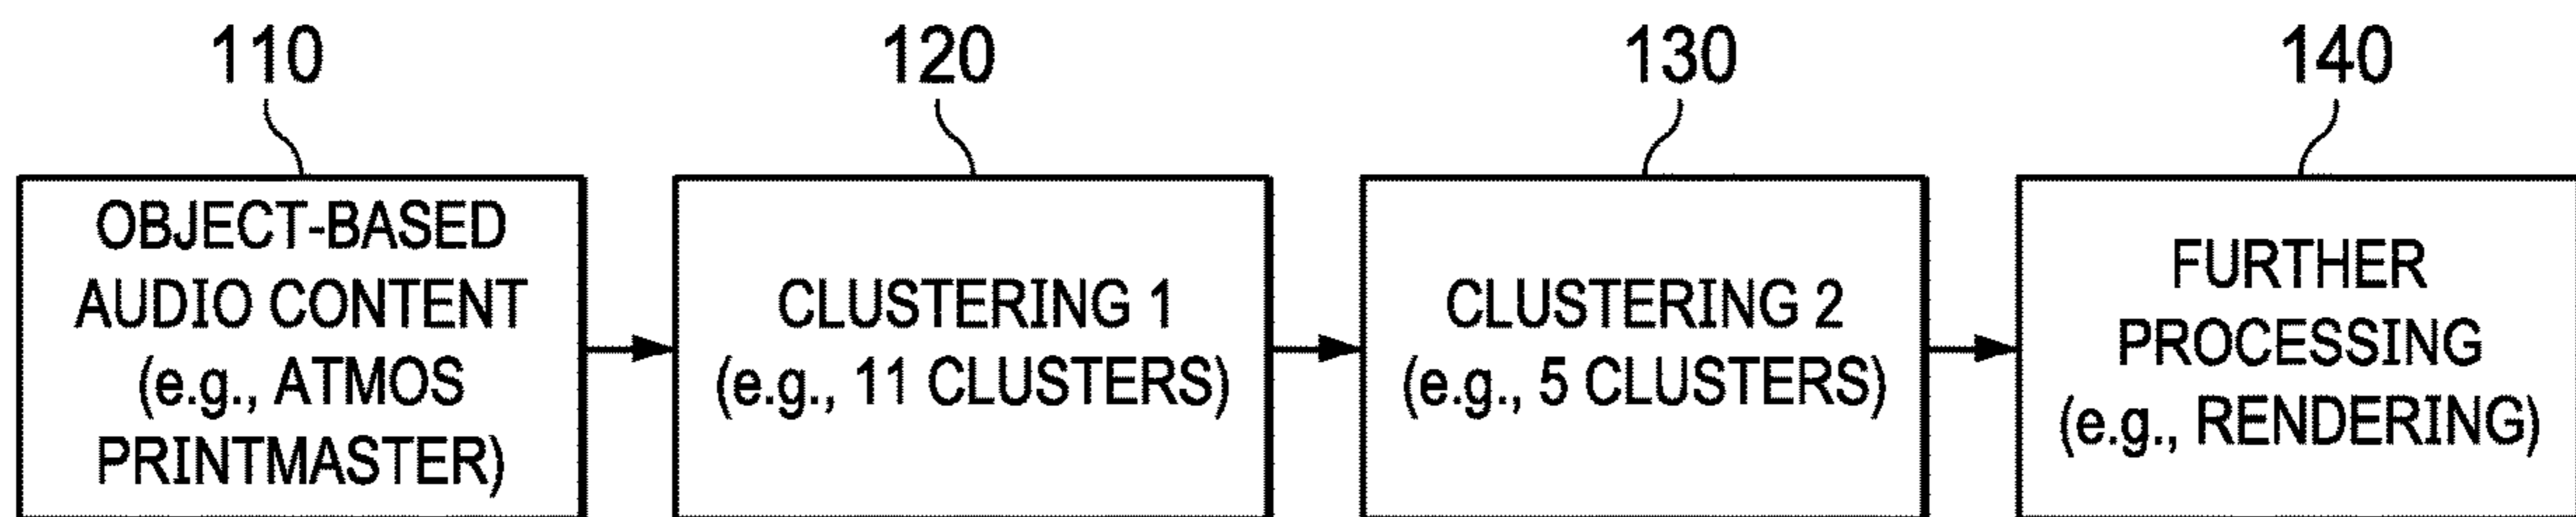 110
120
130
140
OBJECT-BASED
AUDIO CONTENT
(e.g., ATMOS
PRINTMASTER)
CLUSTERING 1
(e.g., 11 CLUSTERS)
CLUSTERING 2
(e.g., 5 CLUSTERS)
FURTHER
PROCESSING
(e.g., RENDERING)